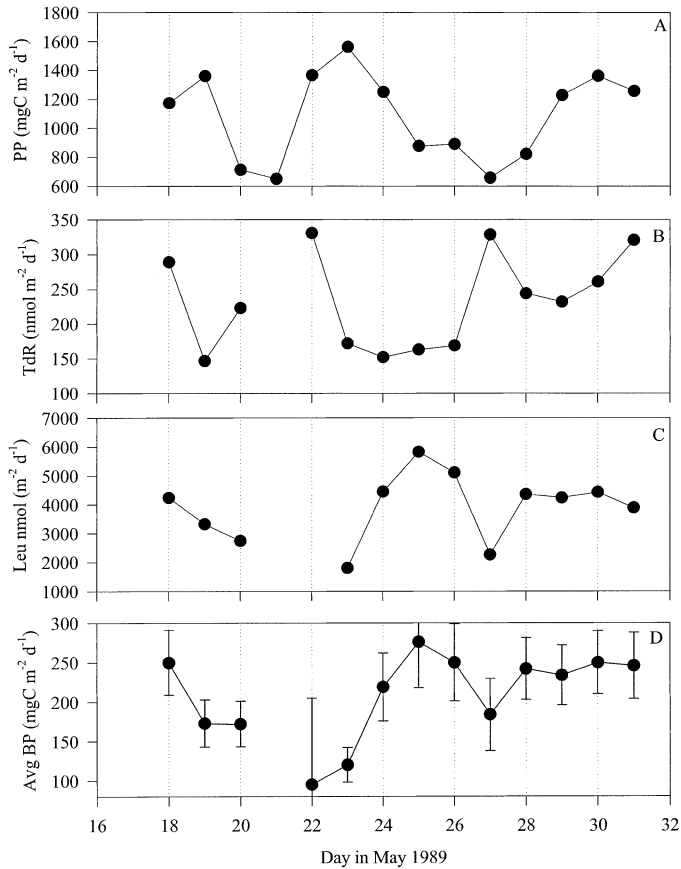 A
PP (mgC m-2 d-1)
1800
1600
1400
1200
1000
800
600
B
TdR (nmol m-2 d-1)
350
300
250
200
150
100
C
Leu nmol (m-2 d-1)
7000
6000
5000
4000
3000
2000
1000
D
Avg BP (mgC m-2 d-1)
300
250
200
150
100
16 18 20 22 24 26 28 30 32
Day in May 1989